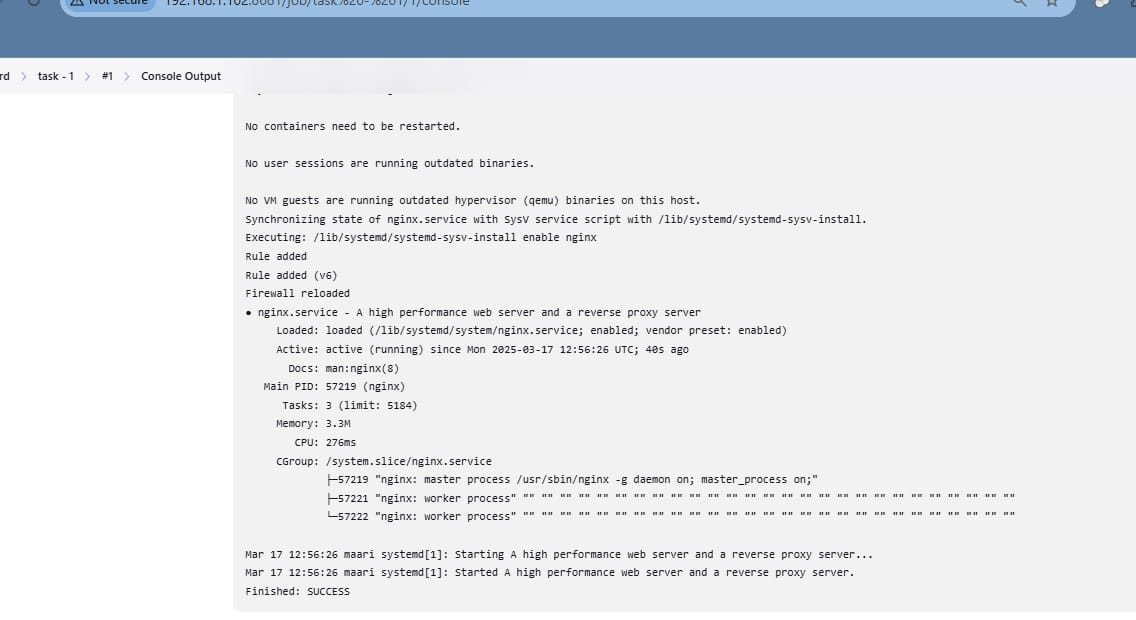 Not secure 192.168.1.102:8081/job/task%20-%201/1/console
rd > task - 1 > #1 > Console Output
No containers need to be restarted.
No user sessions are running outdated binaries.
No VM guests are running outdated hypervisor (qemu) binaries on this host.
Synchronizing state of nginx.service with SysV service script with /lib/systemd/systemd-sysv-install.
Executing: /lib/systemd/systemd-sysv-install enable nginx
Rule added
Rule added (v6)
Firewall reloaded
● nginx.service - A high performance web server and a reverse proxy server
Loaded: loaded (/lib/systemd/system/nginx.service; enabled; vendor preset: enabled)
Active: active (running) since Mon 2025-03-17 12:56:26 UTC; 40s ago
Docs: man:nginx(8)
Main PID: 57219 (nginx)
Tasks: 3 (limit: 5184)
Memory: 3.3M
CPU: 276ms
CGroup: /system.slice/nginx.service
├─57219 "nginx: master process /usr/sbin/nginx -g daemon on; master_process on;"
├─57221 "nginx: worker process" "" "" "" "" "" "" "" "" "" "" "" "" "" "" "" "" "" "" "" "" "" "" "" "" "" "" ""
└─57222 "nginx: worker process" "" "" "" "" "" "" "" "" "" "" "" "" "" "" "" "" "" "" "" "" "" "" "" "" "" "" ""
Mar 17 12:56:26 maari systemd[1]: Starting A high performance web server and a reverse proxy server...
Mar 17 12:56:26 maari systemd[1]: Started A high performance web server and a reverse proxy server.
Finished: SUCCESS